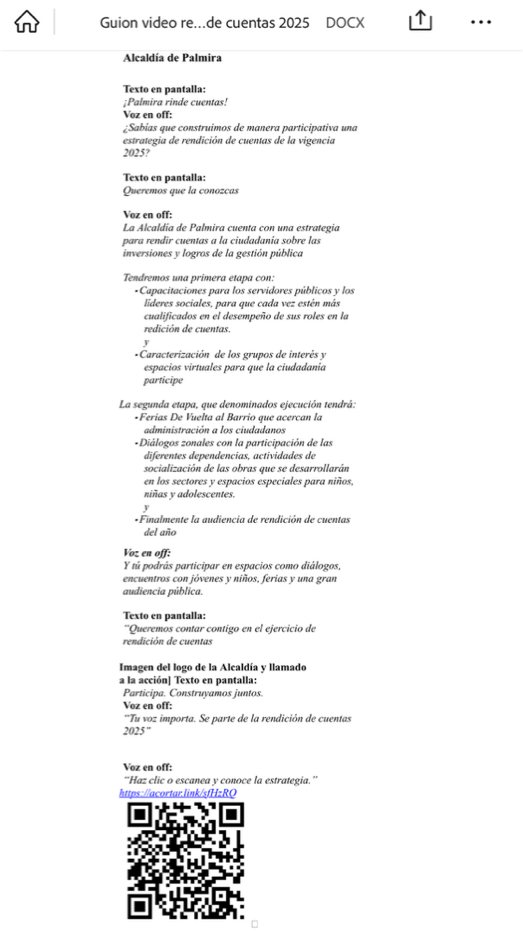 Guion video re...de cuentas 2025 DOCX
Alcaldía de Palmira
Texto en pantalla:
¡Palmira rinde cuentas!
Voz en off:
¿Sabías que construimos de manera participativa una
estrategia de rendición de cuentas de la vigencia
2025?
Texto en pantalla:
Queremos que la conozcas
Voz en off:
La Alcaldía de Palmira cuenta con una estrategia
para rendir cuentas a la ciudadanía sobre las
inversiones y logros de la gestión pública
Tendremos una primera etapa con:
•Capacitaciones para los servidores públicos y los
líderes sociales, para que cada vez estén más
cualificados en el desempeño de sus roles en la
redición de cuentas.
y
•Caracterización de los grupos de interés y
espacios virtuales para que la ciudadanía
participe
La segunda etapa, que denominados ejecución tendrá:
•Ferias De Vuelta al Barrio que acercan la
administración a los ciudadanos
•Diálogos zonales con la participación de las
diferentes dependencias, actividades de
socialización de las obras que se desarrollarán
en los sectores y espacios especiales para niños,
niñas y adolescentes.
y
•Finalmente la audiencia de rendición de cuentas
del año
Voz en off:
Y tú podrás participar en espacios como diálogos,
encuentros con jóvenes y niños, ferias y una gran
audiencia pública.
Texto en pantalla:
"Queremos contar contigo en el ejercicio de
rendición de cuentas
Imagen del logo de la Alcaldía y llamado
a la acción] Texto en pantalla:
Participa. Construyamos juntos.
Voz en off:
"Tu voz importa. Se parte de la rendición de cuentas
2025"
Voz en off:
"Haz clic o escanea y conoce la estrategia."
https://acortar.link/sfHzRQ